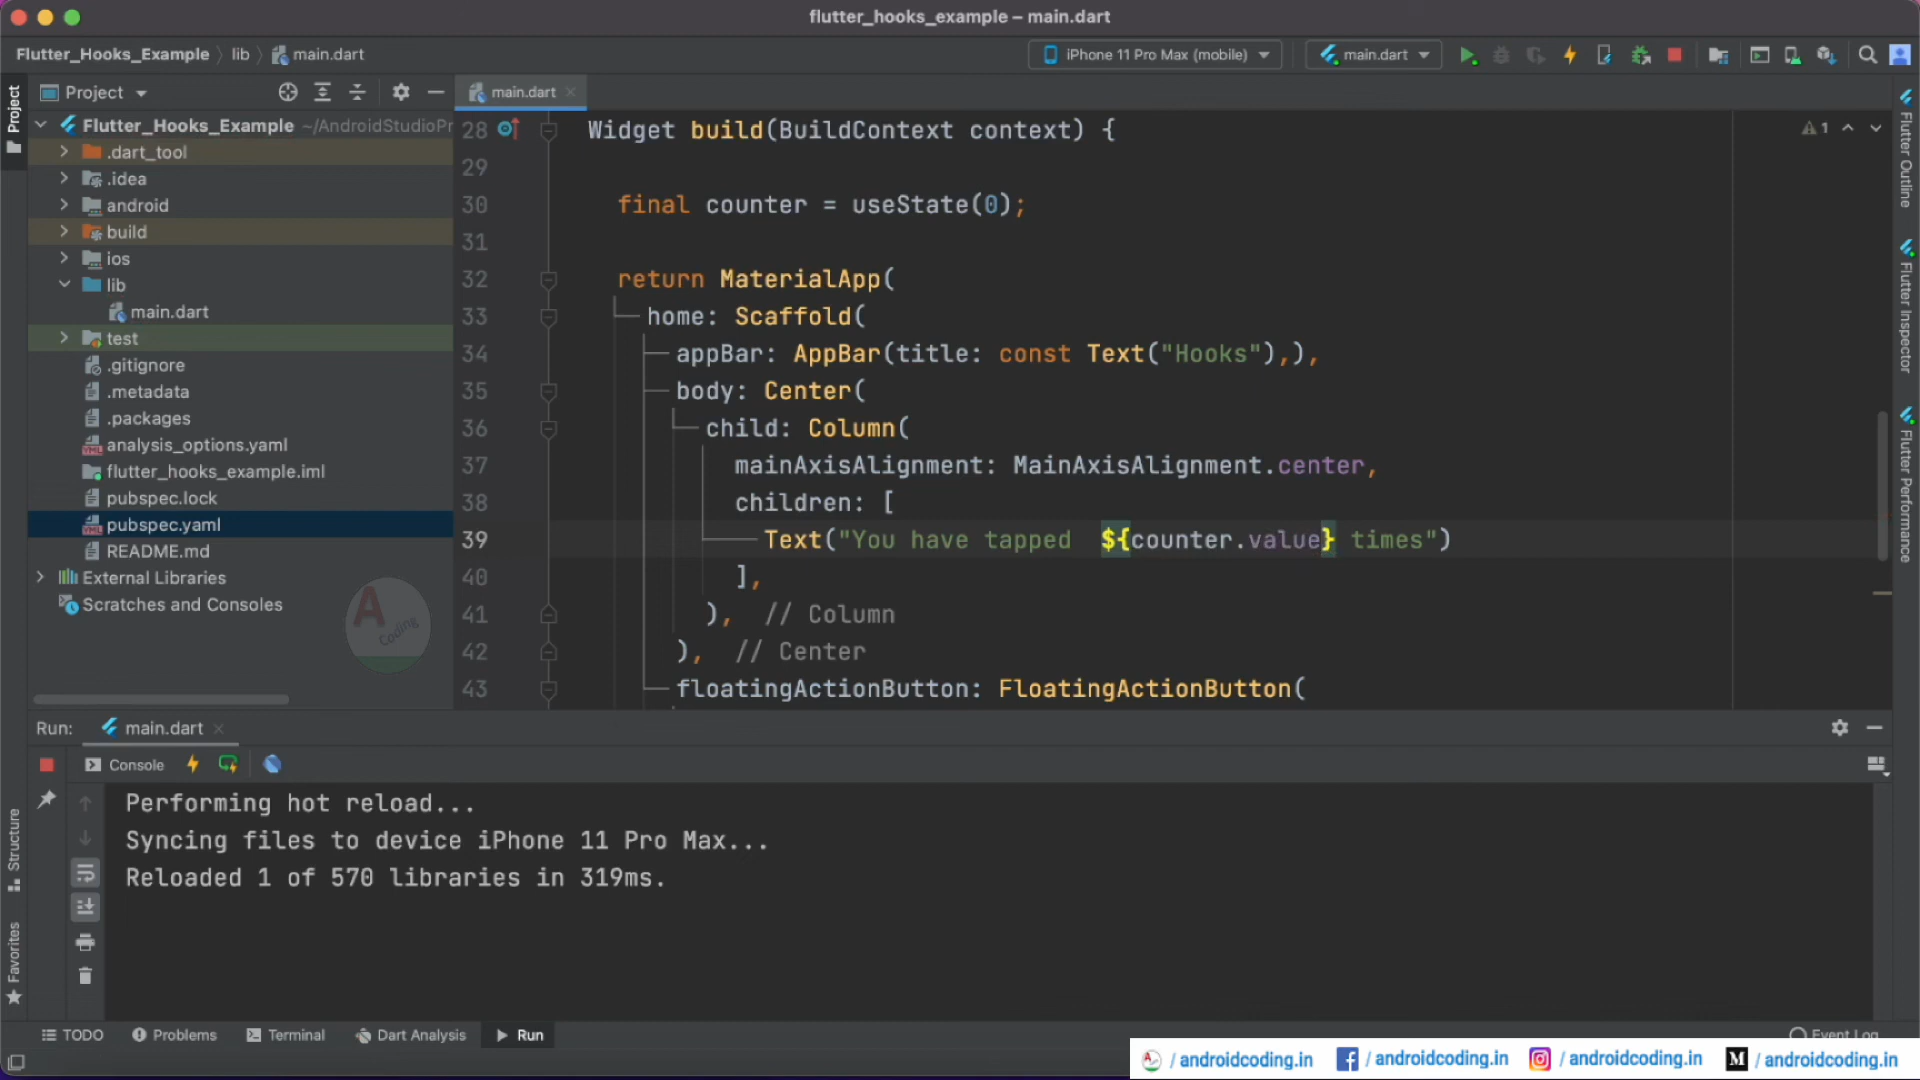 flutter_hooks_example – main.dart
Flutter_Hooks_Example lib main.dart
iPhone 11 Pro Max (mobile)
main.dart
Project
main.dart
Project
Flutter_Hooks_Example ~/AndroidStudioPr
.dart_tool
.idea
android
build
ios
lib
main.dart
test
.gitignore
.metadata
.packages
analysis_options.yaml
flutter_hooks_example.iml
pubspec.lock
pubspec.yaml
README.md
External Libraries
Scratches and Consoles
A
Coding
28 Widget build(BuildContext context) {
29
30 final counter = useState(0);
31
32 return MaterialApp(
33 home: Scaffold(
34 appBar: AppBar(title: const Text("Hooks"),),
35 body: Center(
36 child: Column(
37 mainAxisAlignment: MainAxisAlignment.center,
38 children: [
39 Text("You have tapped  ${counter.value} times")
40 ],
41 ), // Column
42 ), // Center
43 floatingActionButton: FloatingActionButton(
1
Flutter Outline
Flutter Inspector
Flutter Performance
Run: main.dart
Console
Performing hot reload...
Syncing files to device iPhone 11 Pro Max...
Reloaded 1 of 570 libraries in 319ms.
Structure
Favorites
TODO Problems Terminal Dart Analysis Run Event Log
/ androidcoding.in / androidcoding.in / androidcoding.in M / androidcoding.in